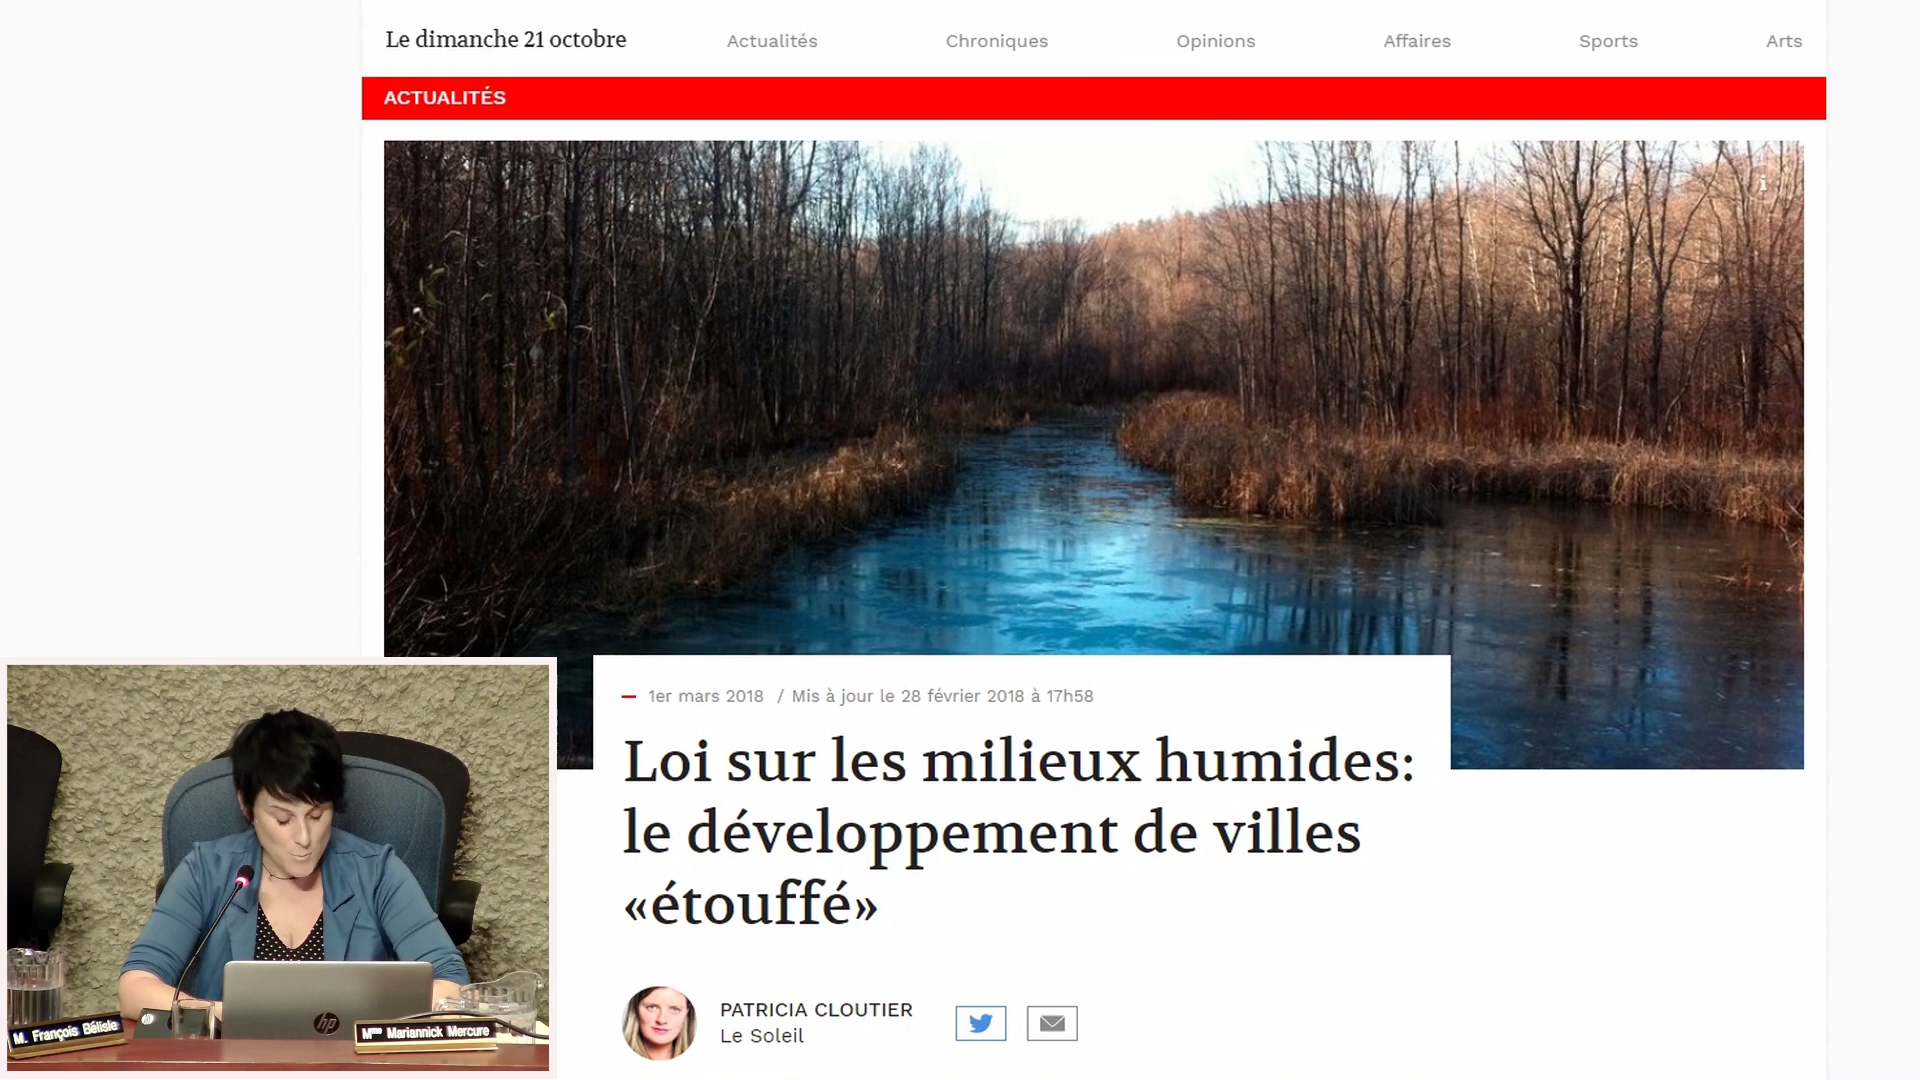 Le dimanche 21 octobre
Actualités
Chroniques
Opinions
Affaires
Sports
Arts
ACTUALITÉS
i
1er mars 2018 / Mis à jour le 28 février 2018 à 17h58
Loi sur les milieux humides:
le développement de villes
«étouffé»
PATRICIA CLOUTIER
Le Soleil
M. François Bélisle
hp
hp
Mme Mariannick Mercure